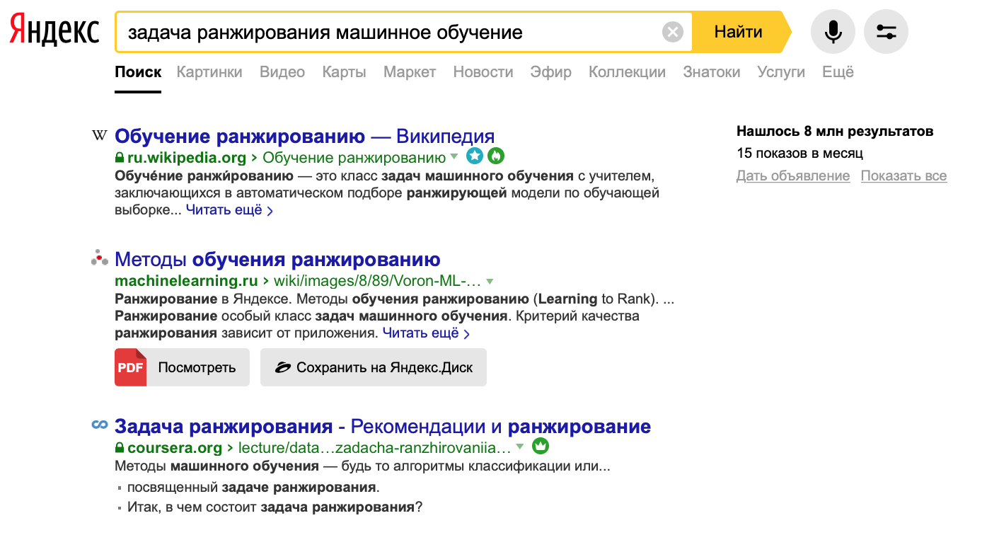 Яндекс
задача ранжирования машинное обучение
Найти
Поиск Картинки Видео Карты Маркет Новости Эфир Коллекции Знатоки Услуги Ещё
W Обучение ранжированию — Википедия
ru.wikipedia.org › Обучение ранжированию
Обуче́ние ранжи́рованию — это класс задач машинного обучения с учителем,
заключающихся в автоматическом подборе ранжирующей модели по обучающей
выборке... Читать ещё ›
Методы обучения ранжированию
machinelearning.ru › wiki/images/8/89/Voron-ML-…
Ранжирование в Яндексе. Методы обучения ранжированию (Learning to Rank). ...
Ранжирование особый класс задач машинного обучения. Критерий качества
ранжирования зависит от приложения. Читать ещё ›
PDF Посмотреть
Сохранить на Яндекс.Диск
Задача ранжирования - Рекомендации и ранжирование
coursera.org › lecture/data…zadacha-ranzhirovaniia…
Методы машинного обучения — будь то алгоритмы классификации или...
▪ посвященный задаче ранжирования.
▪ Итак, в чем состоит задача ранжирования?
Нашлось 8 млн результатов
15 показов в месяц
Дать объявление Показать все